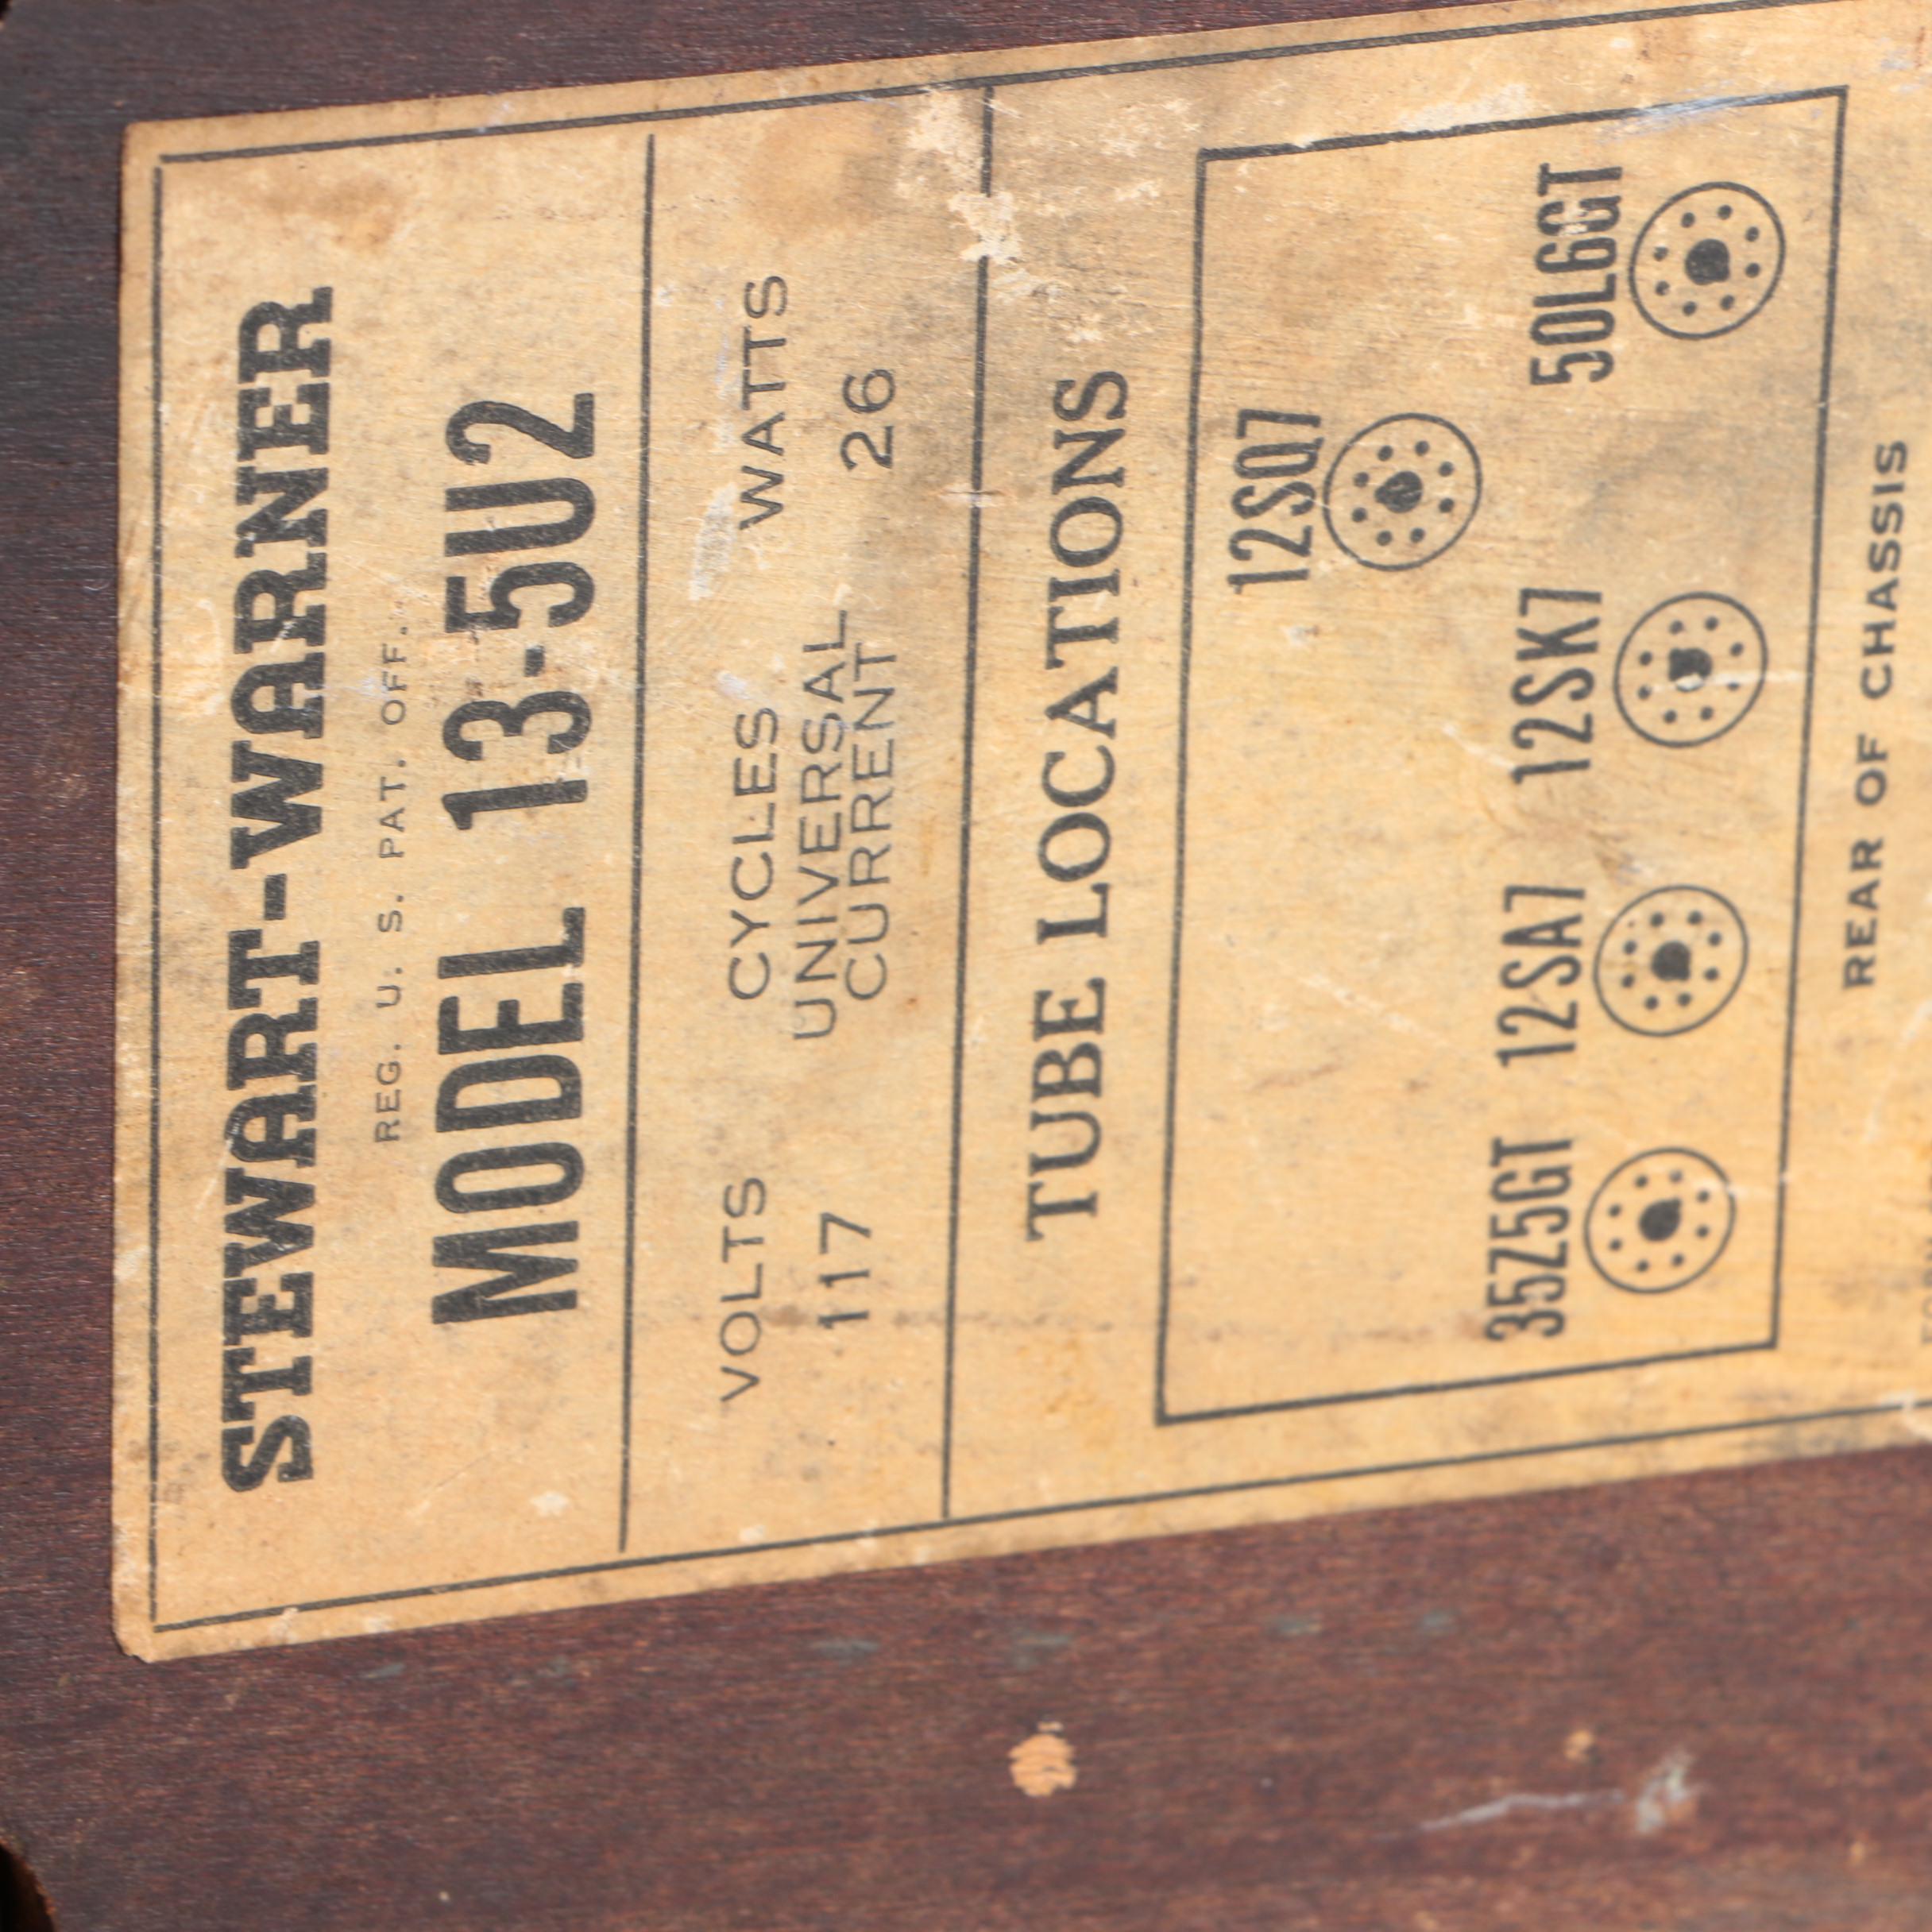 STEWART-WARNER
REG. U. S. PAT. OFF.
MODEL 13-5U2
VOLTS CYCLES WATTS
117 UNIVERSAL CURRENT 26
TUBE LOCATIONS
12SQ7
35Z5GT 12SA7 12SK7 50L6GT
REAR OF CHASSIS